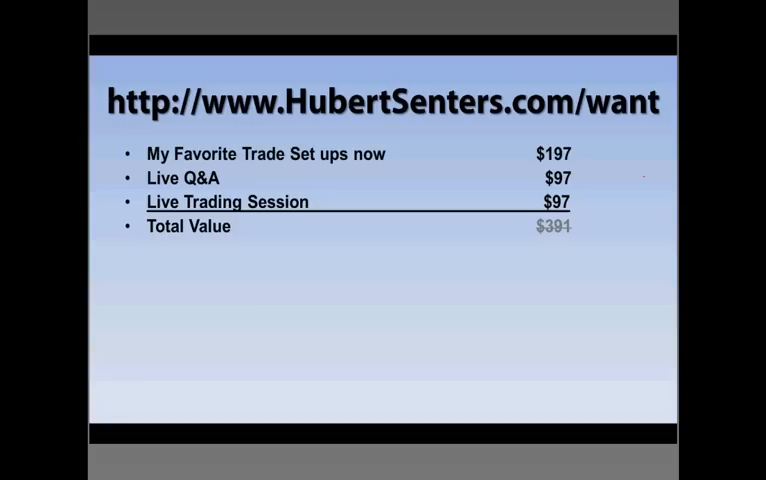 http://www.HubertSenters.com/want
• My Favorite Trade Set ups now $197
• Live Q&A $97
• Live Trading Session $97
• Total Value $391